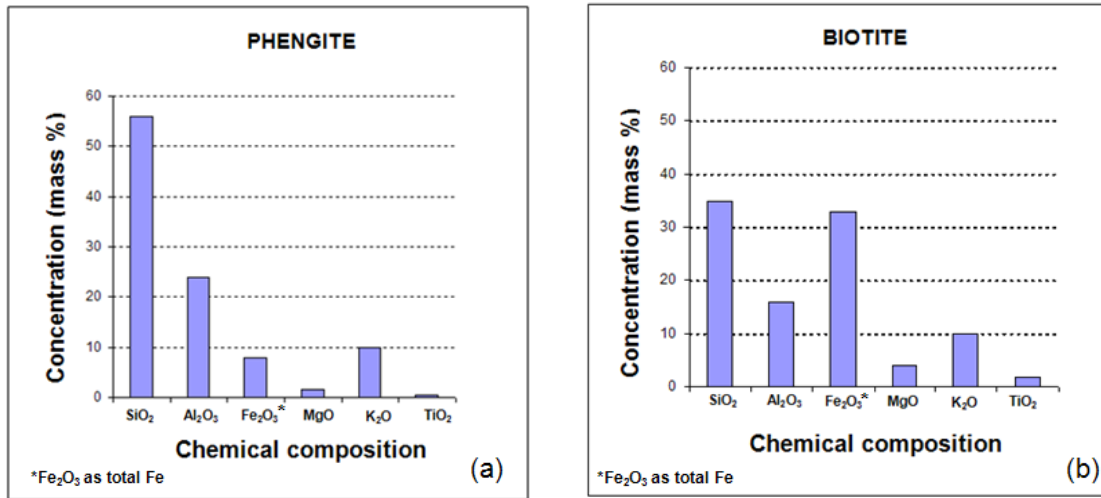 PHENGITE
Concentration (mass %)
60
50
40
30
20
10
0
SiO₂ Al₂O₃ Fe₂O₃* MgO K₂O TiO₂
Chemical composition
*Fe₂O₃ as total Fe
(a)
BIOTITE
Concentration (mass %)
60
50
40
30
20
10
0
SiO₂ Al₂O₃ Fe₂O₃* MgO K₂O TiO₂
Chemical composition
*Fe₂O₃ as total Fe
(b)